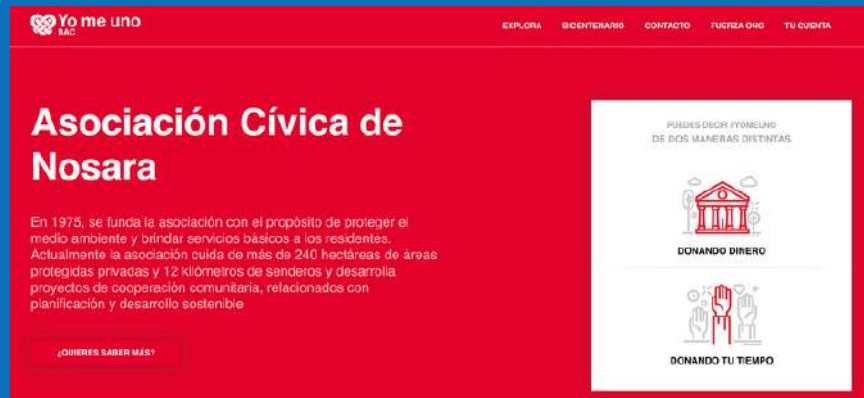 Yo me uno
BAC
EXPLORA BICENTENARIO CONTACTO FUERZA ONG TU CUENTA
Asociación Cívica de
Nosara
En 1975, se funda la asociación con el propósito de proteger el
medio ambiente y brindar servicios básicos a los residentes.
Actualmente la asociación cuida de más de 240 hectáreas de áreas
protegidas privadas y 12 kilómetros de senderos y desarrolla
proyectos de cooperación comunitaria, relacionados con
planificación y desarrollo sostenible
¿QUIERES SABER MÁS?
PUEDES DECIR #YOMEUNO
DE DOS MANERAS DISTINTAS
DONANDO DINERO
DONANDO TU TIEMPO